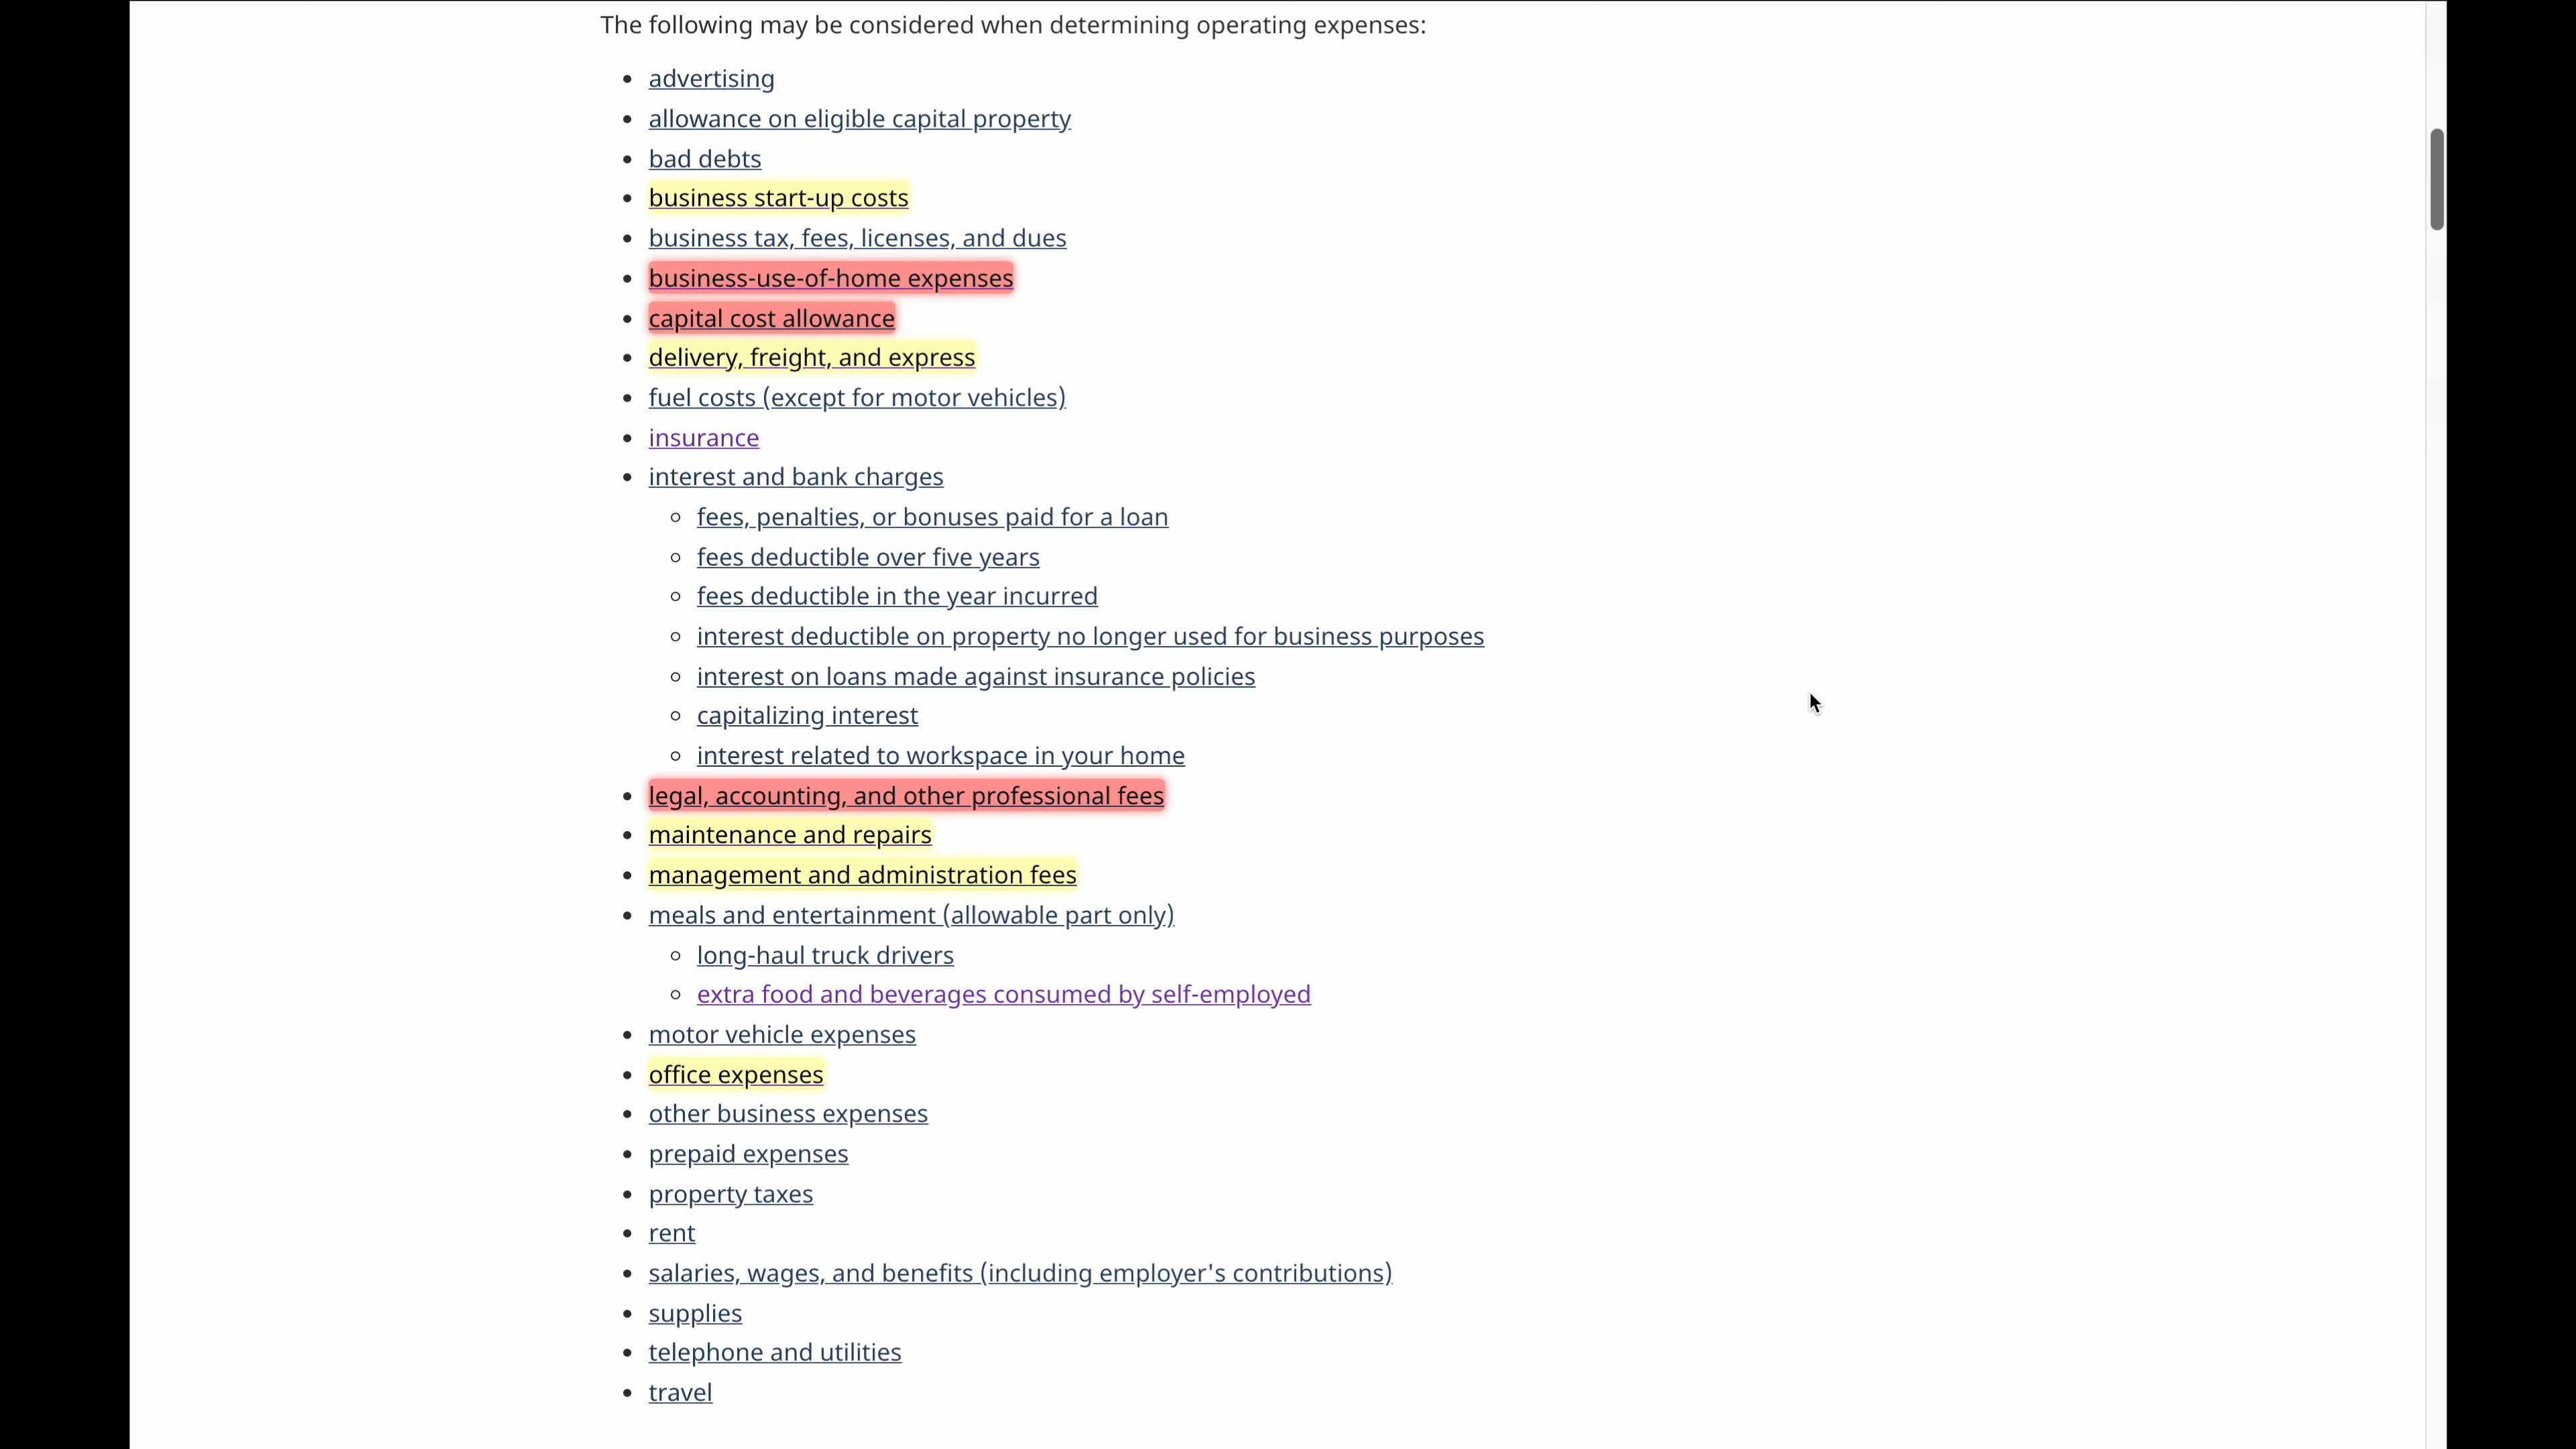 The following may be considered when determining operating expenses:
advertising
allowance on eligible capital property
bad debts
business start-up costs
business tax, fees, licenses, and dues
business-use-of-home expenses
capital cost allowance
delivery, freight, and express
fuel costs (except for motor vehicles)
insurance
interest and bank charges
fees, penalties, or bonuses paid for a loan
fees deductible over five years
fees deductible in the year incurred
interest deductible on property no longer used for business purposes
interest on loans made against insurance policies
capitalizing interest
interest related to workspace in your home
legal, accounting, and other professional fees
maintenance and repairs
management and administration fees
meals and entertainment (allowable part only)
long-haul truck drivers
extra food and beverages consumed by self-employed
motor vehicle expenses
office expenses
other business expenses
prepaid expenses
property taxes
rent
salaries, wages, and benefits (including employer's contributions)
supplies
telephone and utilities
travel